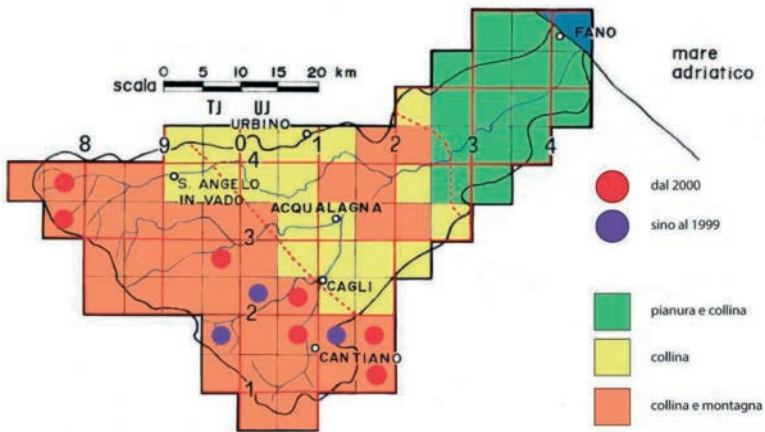 FANO
mare
adriatico
scala 0 5 10 15 20 km
TJ UJ
URBINO
8 9 0 1 2 3 4
4
S. ANGELO
IN VADO
ACQUALAGNA
3
CAGLI
2
CANTIANO
1
dal 2000
sino al 1999
pianura e collina
collina
collina e montagna